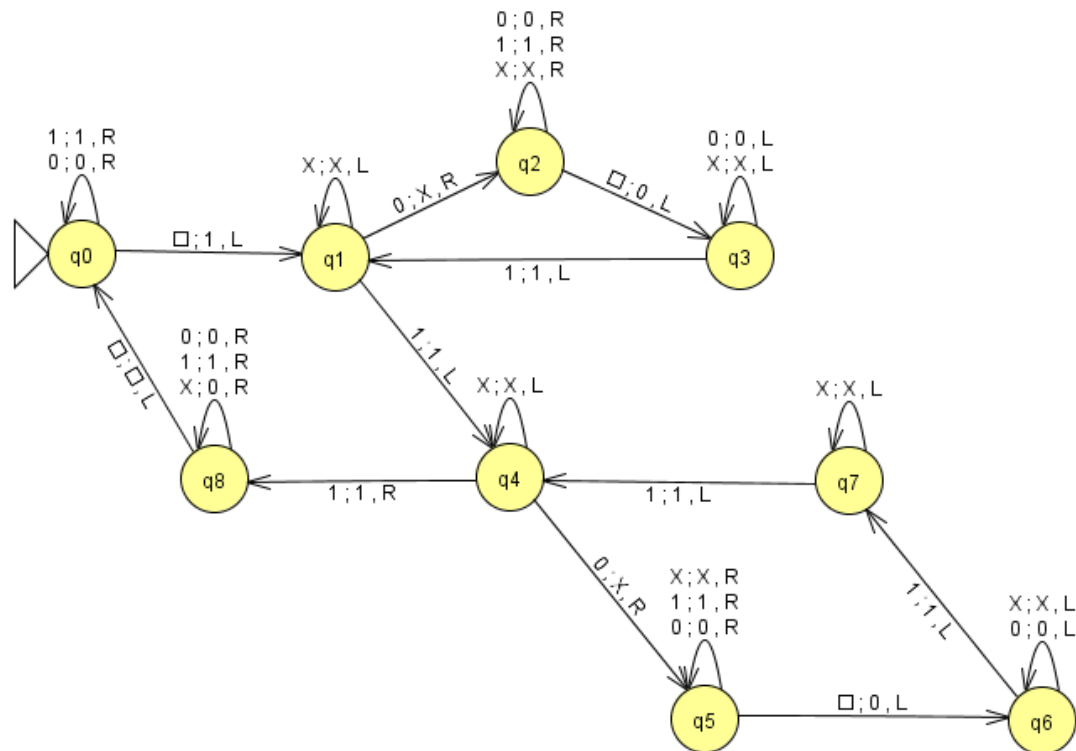 0 ; 0 , R
1 ; 1 , R
X ; X , R
q2
1 ; 1 , R
0 ; 0 , R
q0
□ ; 1 , L
X ; X , L
q1
0 ; X , R
□ ; 0 , L
0 ; 0 , L
X ; X , L
q3
1 ; 1 , L
□ ; □ , L
0 ; 0 , R
1 ; 1 , R
X ; 0 , R
q8
1 ; 1 , L
X ; X , L
q4
1 ; 1 , R
X ; X , L
q7
1 ; 1 , L
0 ; X , R
X ; X , R
1 ; 1 , R
0 ; 0 , R
q5
□ ; 0 , L
1 ; 1 , L
X ; X , L
0 ; 0 , L
q6